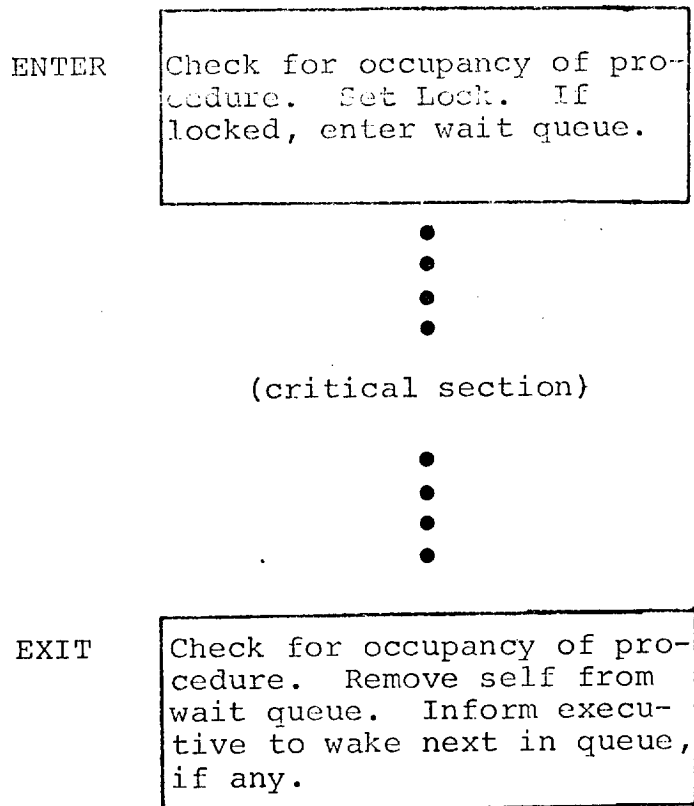 ENTER
Check for occupancy of pro-
cedure. Set Lock. If
locked, enter wait queue.
(critical section)
EXIT
Check for occupancy of pro-
cedure. Remove self from
wait queue. Inform execu-
tive to wake next in queue,
if any.